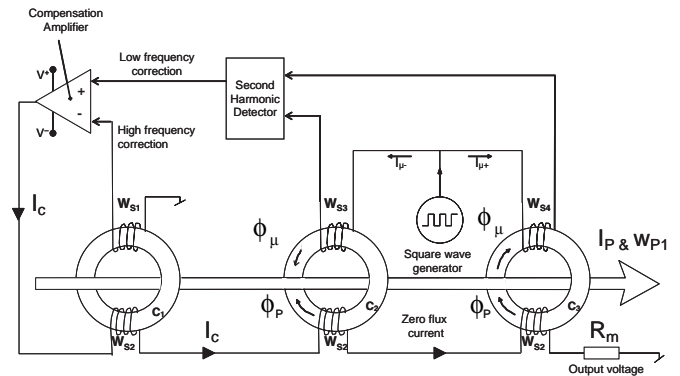 Compensation
Amplifier
V+
+
-
V-
Low frequency
correction
High frequency
correction
Second
Harmonic
Detector
Iμ-
Iμ+
Ic
WS1
WS3
WS4
ϕμ
ϕμ
Square wave
generator
IP & WP1
ϕP
ϕP
C1
C2
C3
WS2
WS2
WS2
Ic
Zero flux
current
Rm
Output voltage